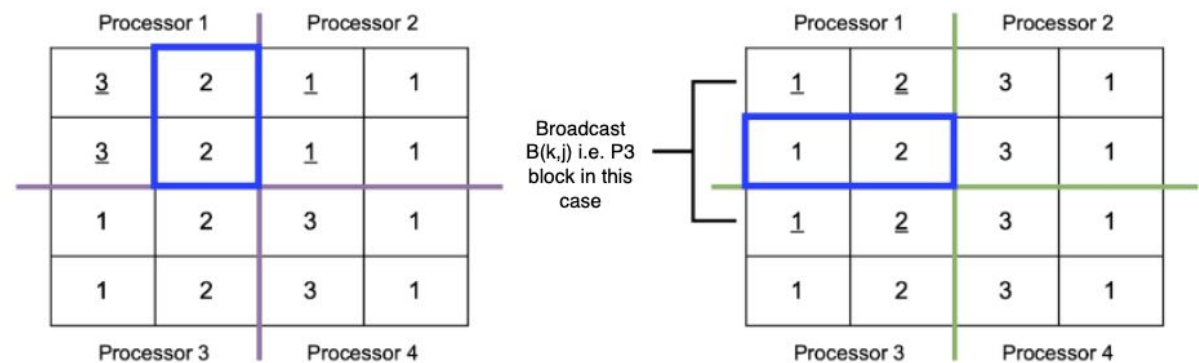 Processor 1 Processor 2
3 2 1 1
3 2 1 1
1 2 3 1
1 2 3 1
Processor 3 Processor 4
Broadcast
B(k,j) i.e. P3
block in this
case
Processor 1 Processor 2
1 2 3 1
1 2 3 1
1 2 3 1
1 2 3 1
Processor 3 Processor 4